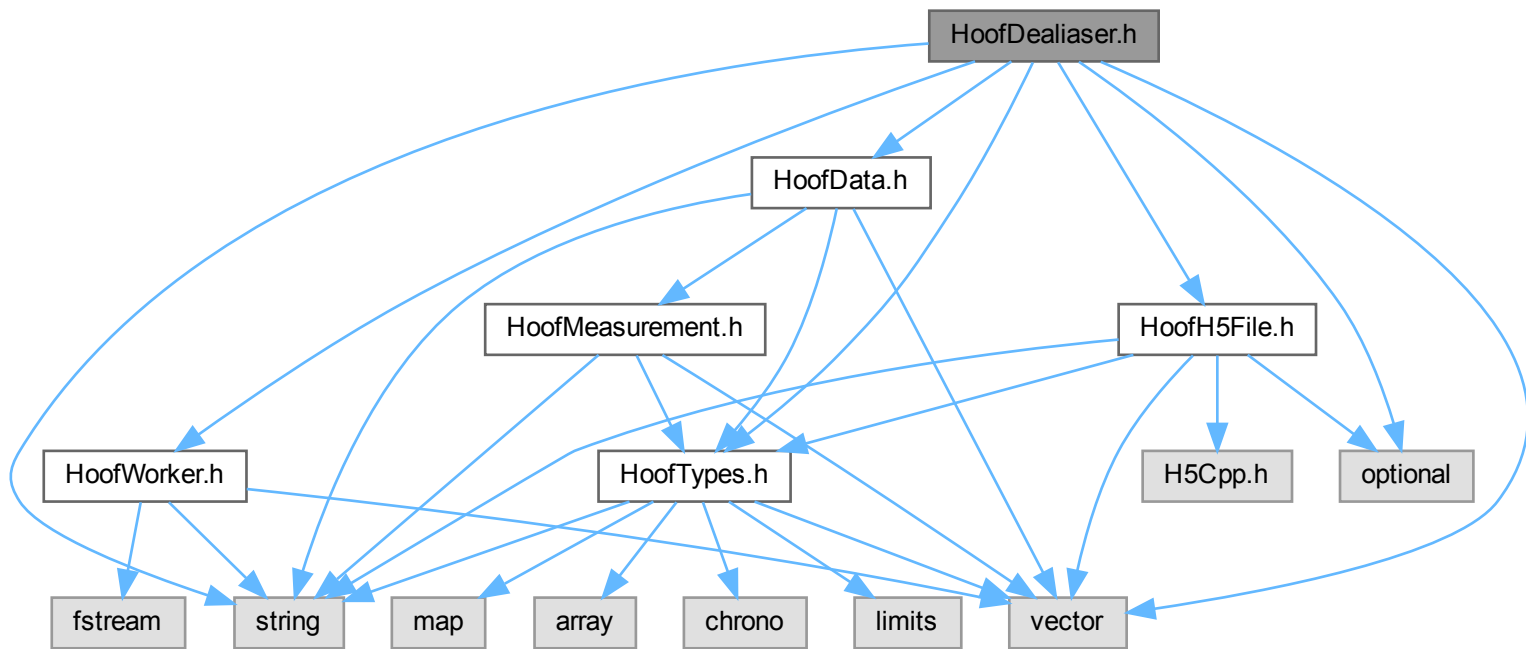 HoofDealiaser.h
HoofData.h
HoofMeasurement.h
HoofH5File.h
HoofWorker.h
HoofTypes.h
H5Cpp.h
optional
fstream
string
map
array
chrono
limits
vector